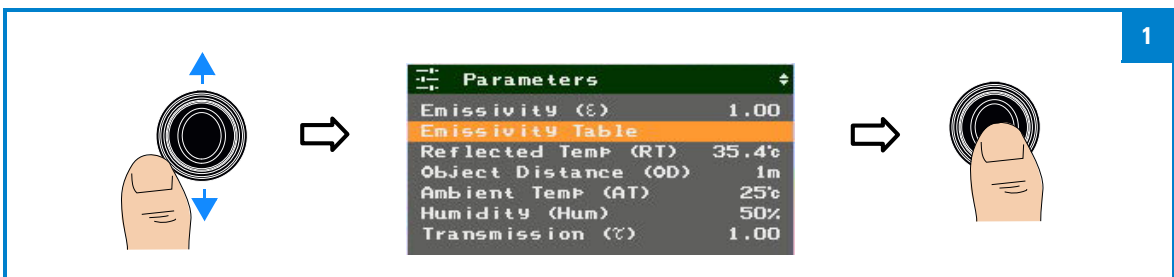 1
Parameters
Emissivity (ε) 1.00
Emissivity Table
Reflected Temp (RT) 35.4°c
Object Distance (OD) 1m
Ambient Temp (AT) 25°c
Humidity (Hum) 50%
Transmission (τ) 1.00